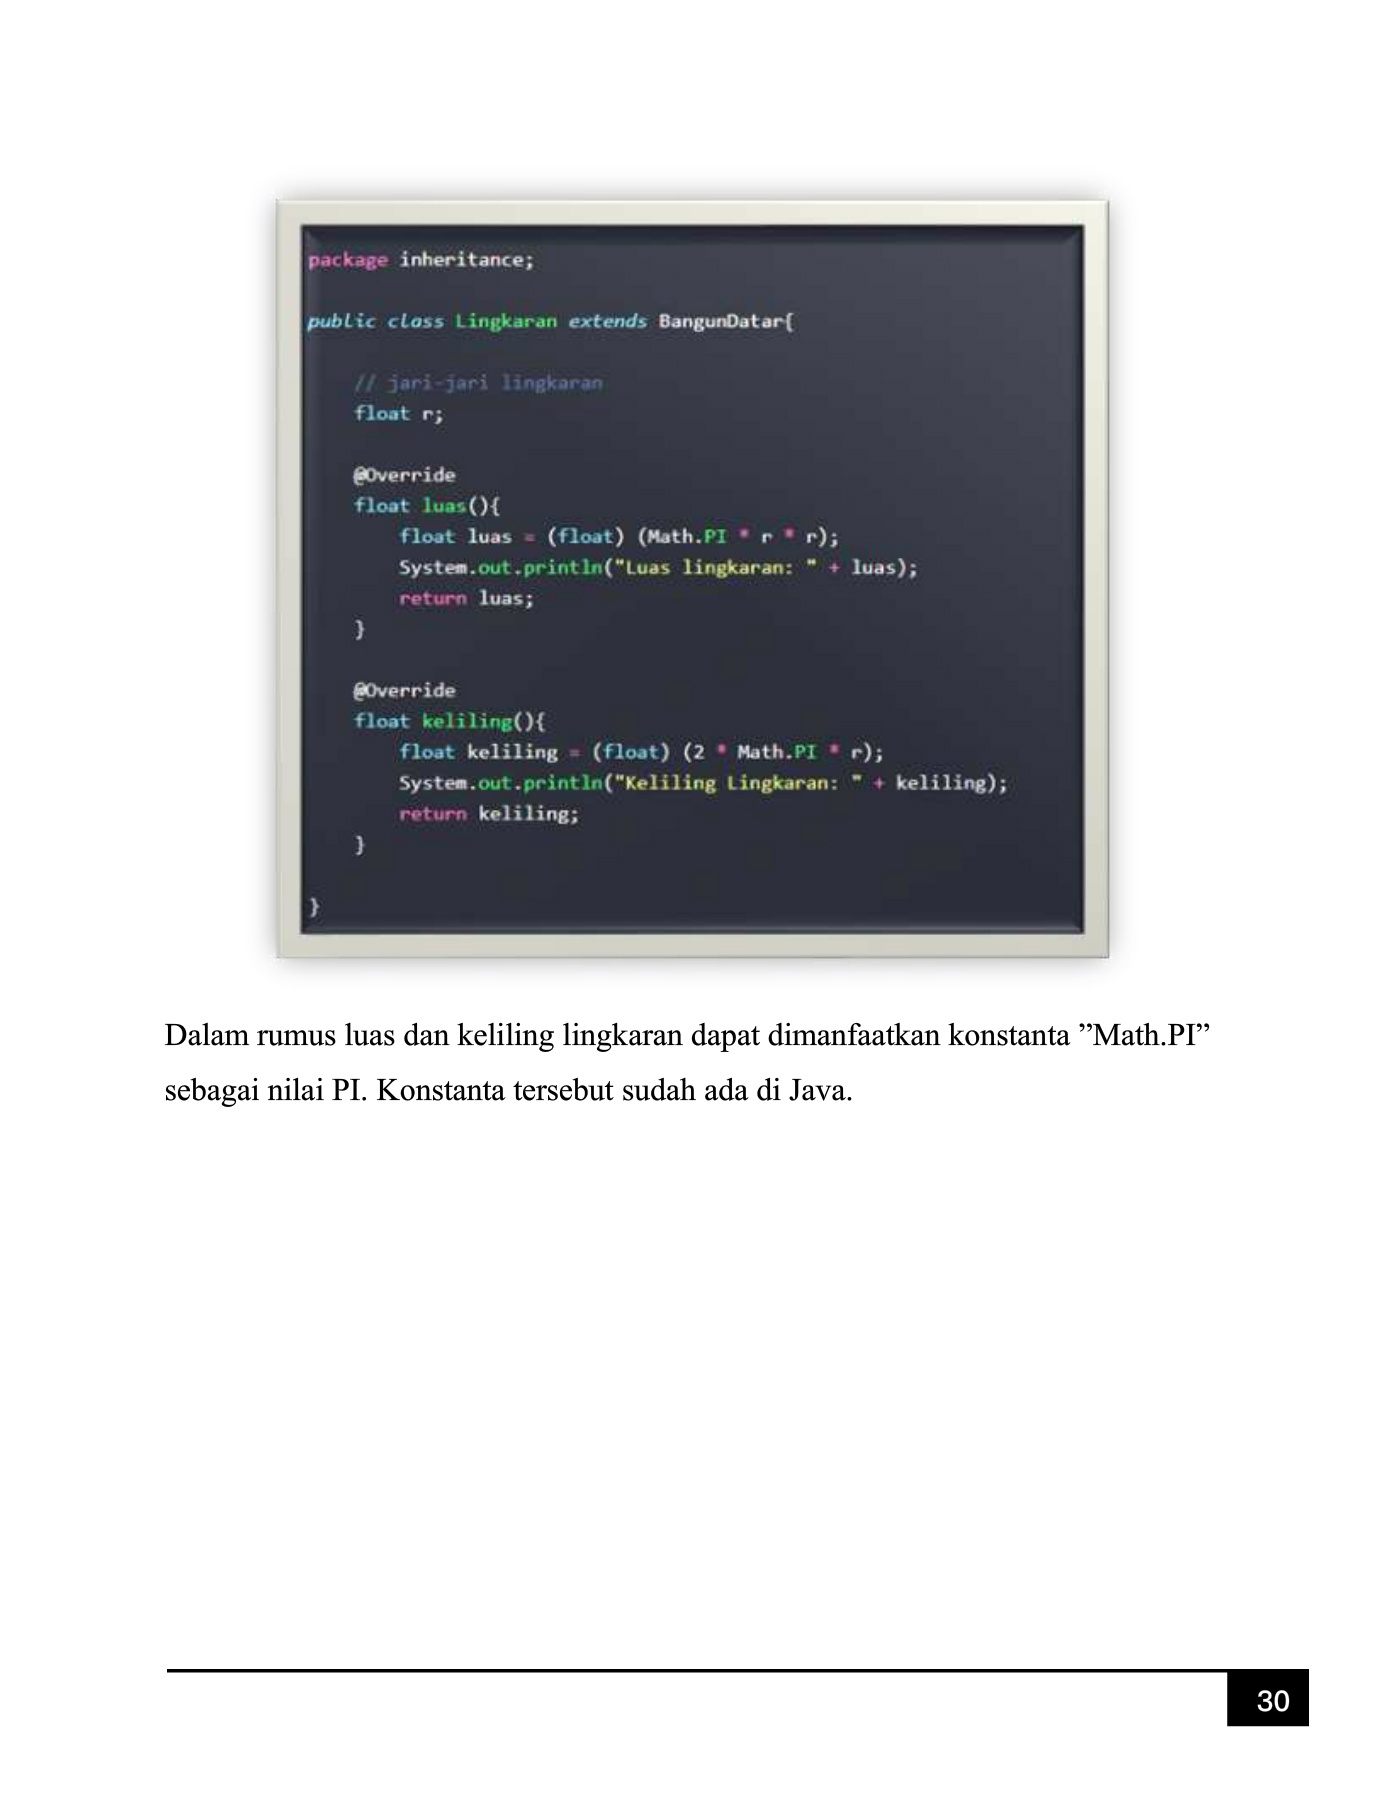 package inheritance;
public class Lingkaran extends BangunDatar{
// jari-jari lingkaran
float r;
@Override
float luas(){
float luas = (float) (Math.PI * r * r);
System.out.println("Luas lingkaran: " + luas);
return luas;
}
@Override
float keliling(){
float keliling = (float) (2 * Math.PI * r);
System.out.println("Keliling Lingkaran: " + keliling);
return keliling;
}
}
Dalam rumus luas dan keliling lingkaran dapat dimanfaatkan konstanta ”Math.PI”
sebagai nilai PI. Konstanta tersebut sudah ada di Java.
30